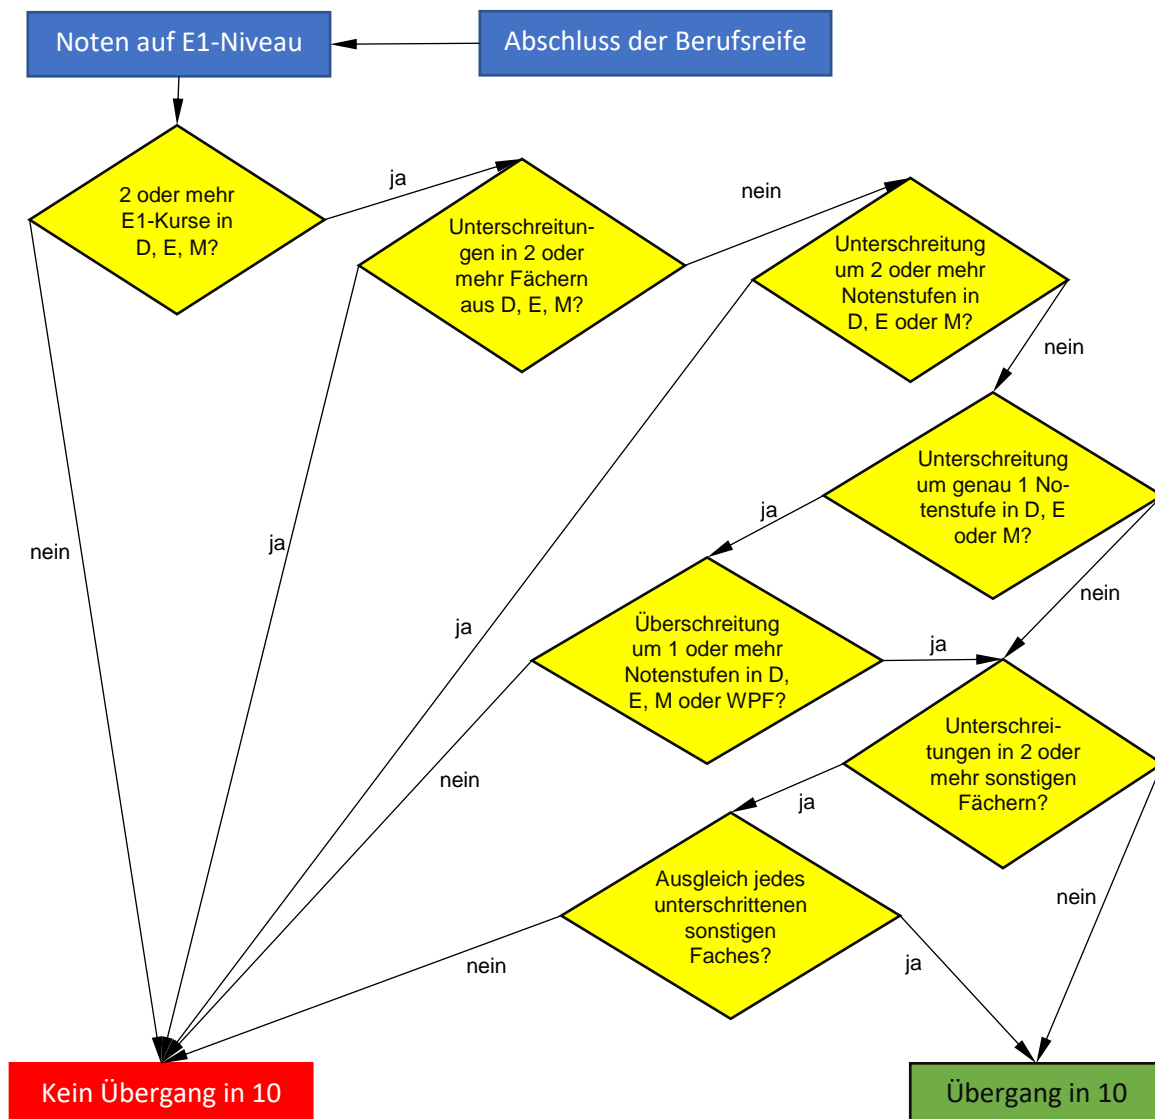 Noten auf E1-Niveau
Abschluss der Berufsreife
2 oder mehr
E1-Kurse in
D, E, M?
ja
Unterschreitun-
gen in 2 oder
mehr Fächern
aus D, E, M?
nein
Unterschreitung
um 2 oder mehr
Notenstufen in
D, E oder M?
nein
Unterschreitung
um genau 1 No-
tenstufe in D, E
oder M?
ja
nein
nein
ja
ja
Überschreitung
um 1 oder mehr
Notenstufen in D,
E, M oder WPF?
ja
nein
Unterschrei-
tungen in 2 oder
mehr sonstigen
Fächern?
ja
nein
Ausgleich jedes
unterschrittenen
sonstigen
Faches?
nein
ja
Kein Übergang in 10
Übergang in 10